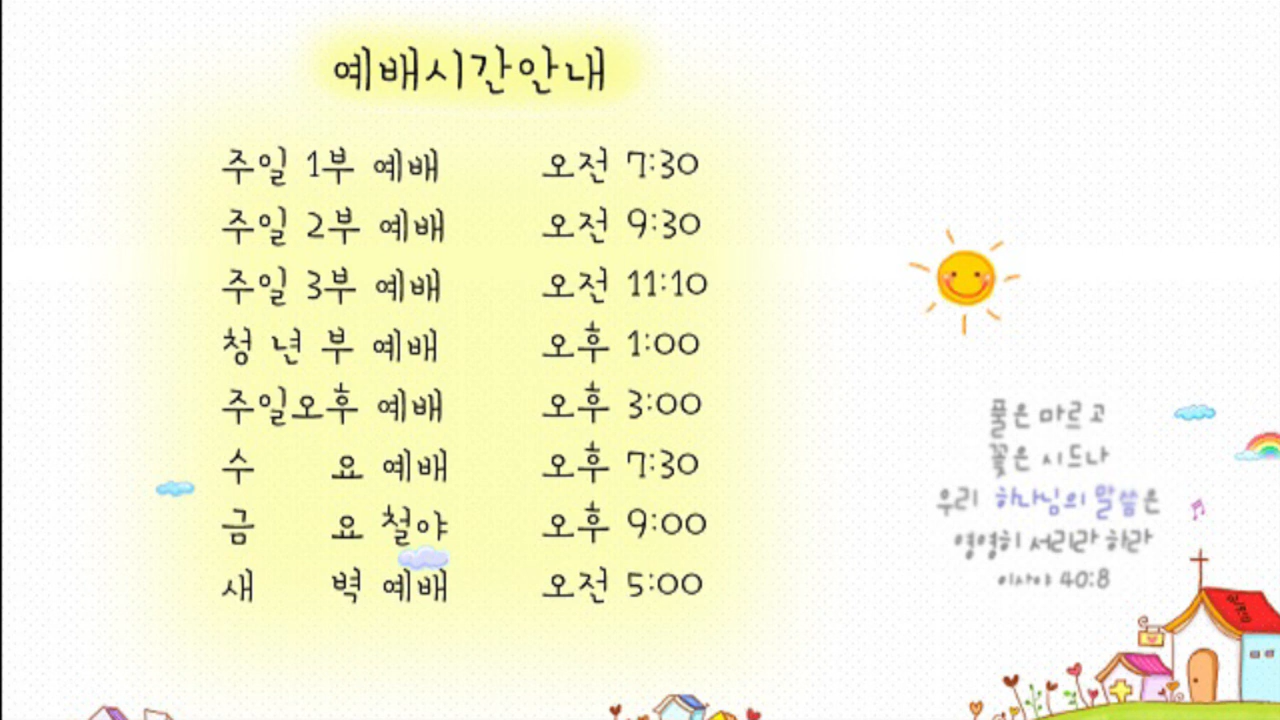 예배시간안내
주일 1부 예배 오전 7:30
주일 2부 예배 오전 9:30
주일 3부 예배 오전 11:10
청 년 부 예배 오후 1:00
주일오후 예배 오후 3:00
수 요 예배 오후 7:30
금 요 철야 오후 9:00
새 벽 예배 오전 5:00
풀은 마르고
꽃은 시드나
우리 하나님의 말씀은
영영히 서리라 하라
이사야 40:8